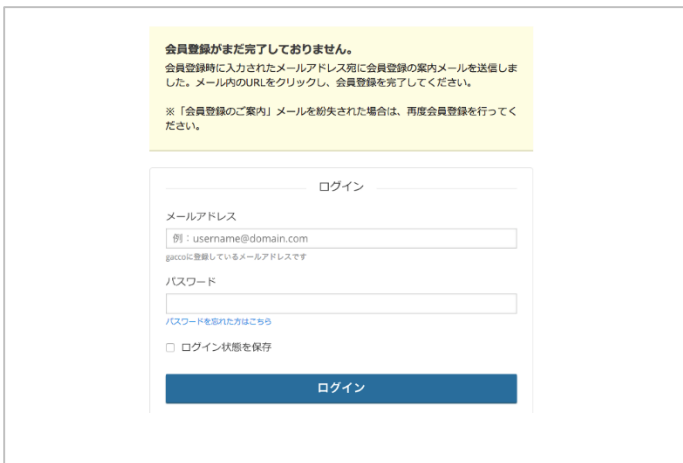 会員登録がまだ完了しておりません。
会員登録時に入力されたメールアドレス宛に会員登録の案内メールを送信しま
した。メール内のURLをクリックし、会員登録を完了してください。
※「会員登録のご案内」メールを紛失された場合は、再度会員登録を行ってく
ださい。
ログイン
メールアドレス
例：username@domain.com
gaccoに登録しているメールアドレスです
パスワード
パスワードを忘れた方はこちら
ログイン状態を保存
ログイン